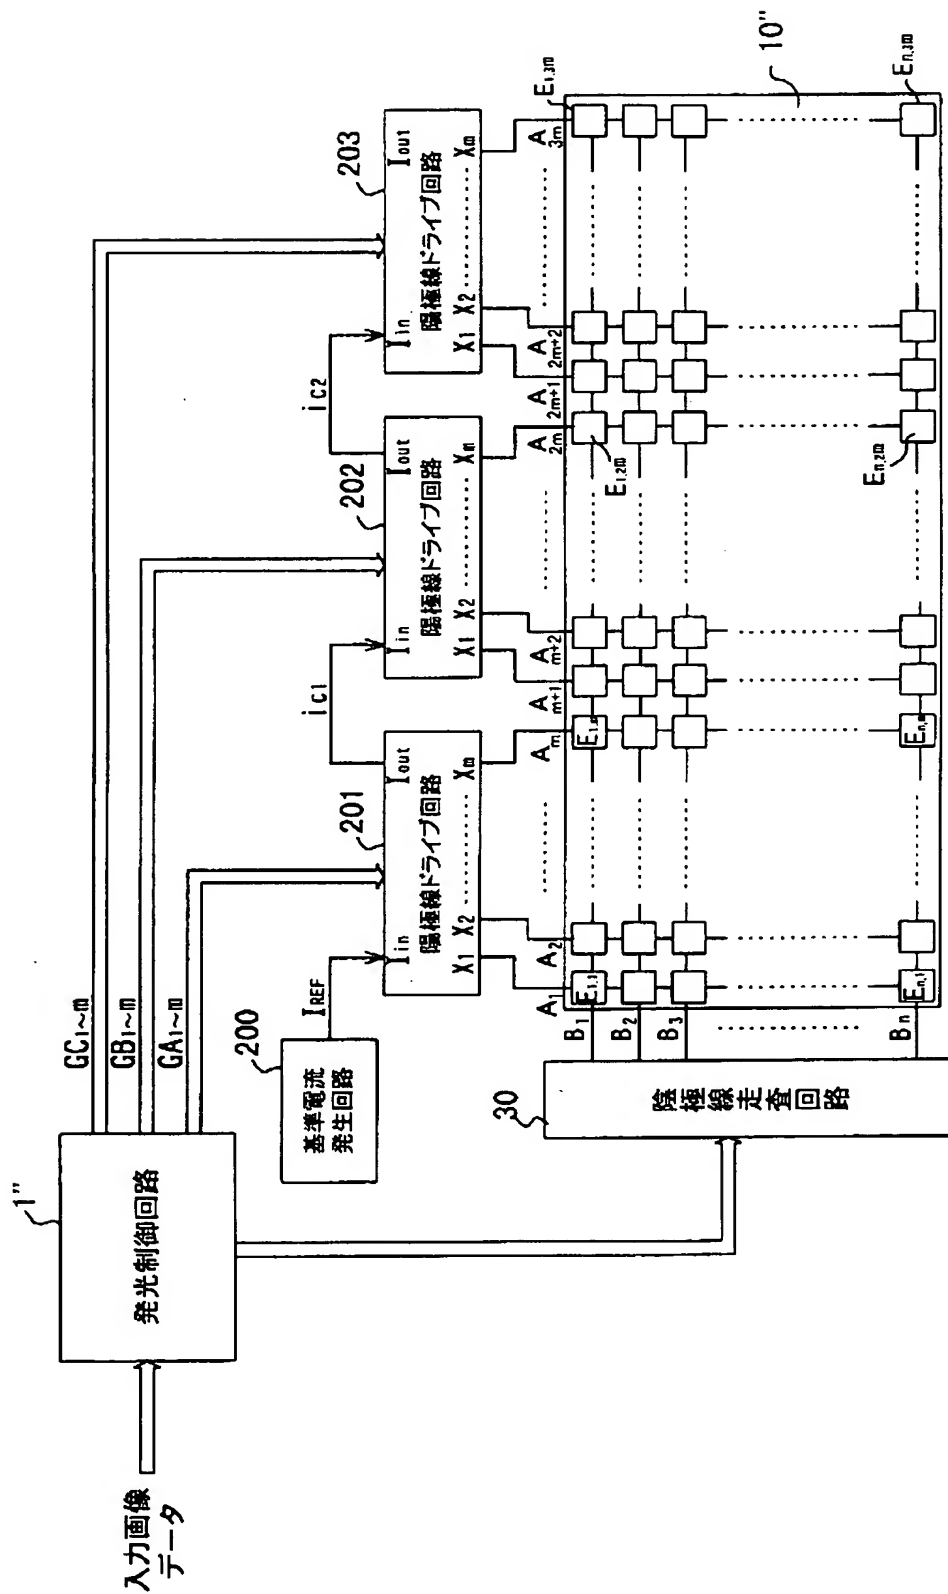 入力画像
データ
1"
発光制御回路
GC1~m
GB1~m
GA1~m
200
基準電流
発生回路
IREF
201
Iin
Iout
陽極線ドライブ回路
X1 X2 ········ Xm
ic1
202
Iin
Iout
陽極線ドライブ回路
X1 X2 ········ Xm
ic2
203
Iin
Iout
陽極線ドライブ回路
X1 X2 ········ Xm
A1
A2
Am
Am+1
Am+2
A2m
A2m+1
A2m+2
A3m
E1,3m
10"
30
陰極線走査回路
B1
B2
B3
Bn
E1,1
E1,m
E1,2m
En,1
En,m
En,2m
En,3m